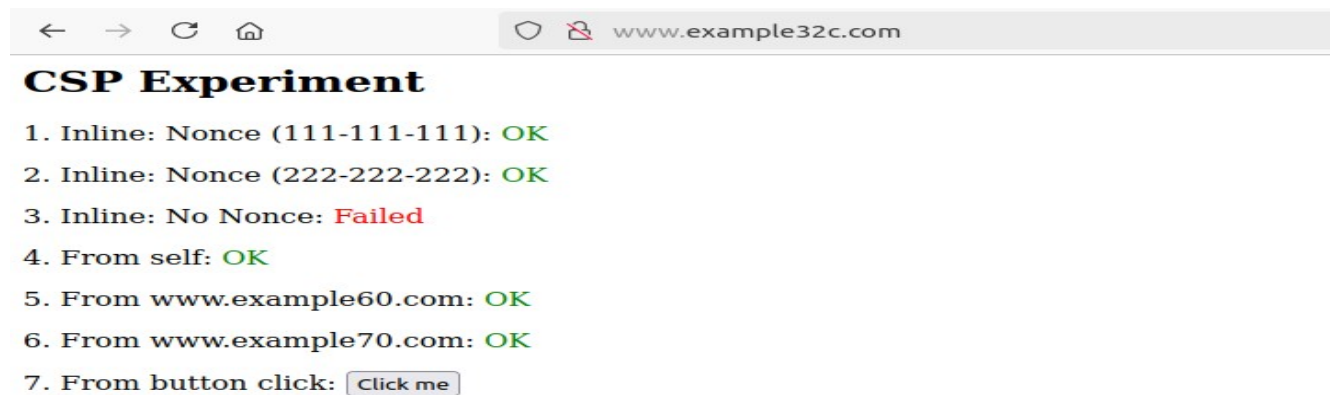 www.example32c.com
CSP Experiment
1. Inline: Nonce (111-111-111): OK
2. Inline: Nonce (222-222-222): OK
3. Inline: No Nonce: Failed
4. From self: OK
5. From www.example60.com: OK
6. From www.example70.com: OK
7. From button click: Click me